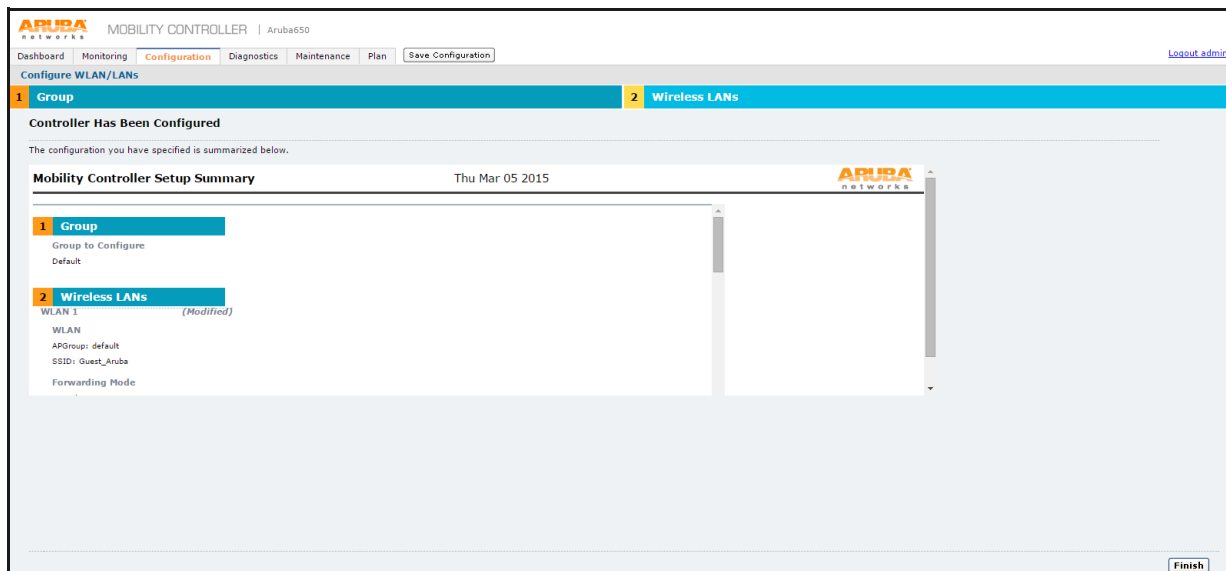 ARUBA networks MOBILITY CONTROLLER | Aruba650
Dashboard Monitoring Configuration Diagnostics Maintenance Plan Save Configuration Logout admin
Configure WLAN/LANs
1 Group 2 Wireless LANs
Controller Has Been Configured
The configuration you have specified is summarized below.
Mobility Controller Setup Summary Thu Mar 05 2015 ARUBA networks
1 Group
Group to Configure
Default
2 Wireless LANs
WLAN 1 (Modified)
WLAN
APGroup: default
SSID: Guest_Aruba
Forwarding Mode
Finish